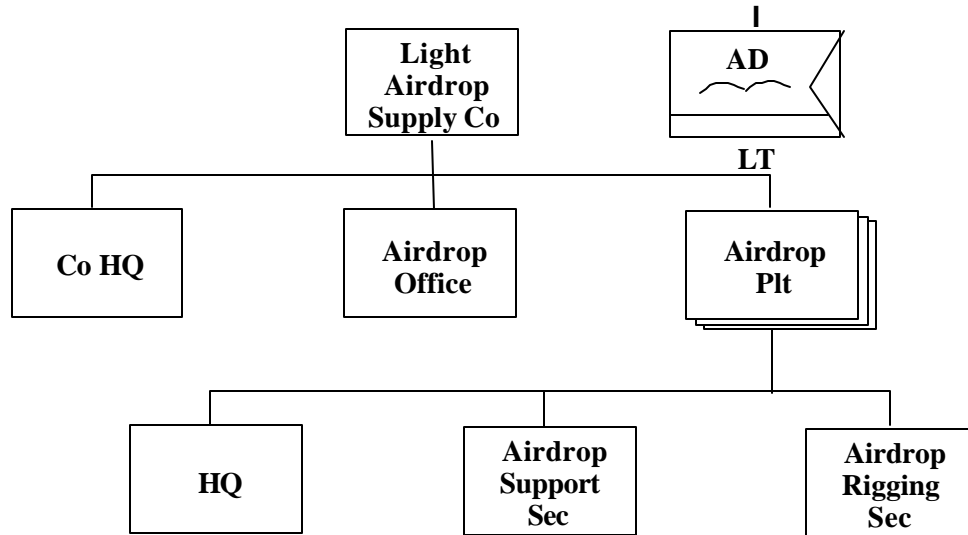 Light
Airdrop
Supply Co
I
AD
LT
Co HQ
Airdrop
Office
Airdrop
Plt
HQ
Airdrop
Support
Sec
Airdrop
Rigging
Sec